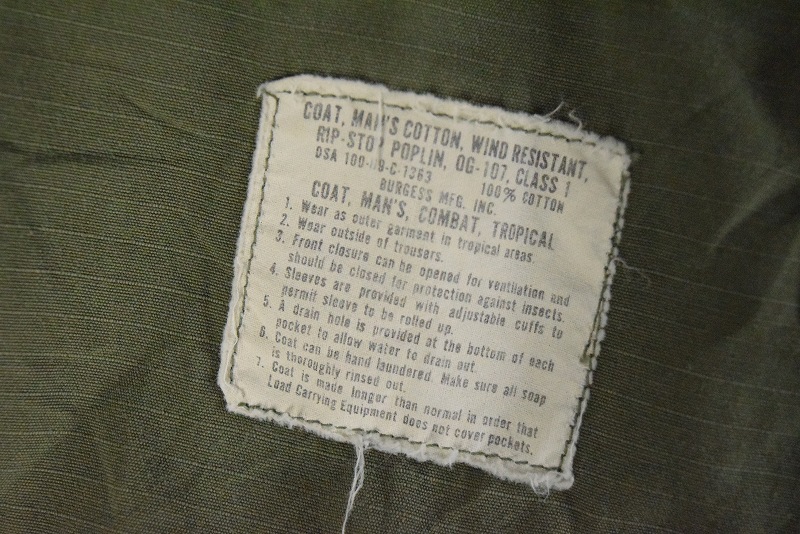 COAT, MAN'S COTTON, WIND RESISTANT,
RIP-STO POPLIN, OG-107, CLASS 1
DSA 100- 9-C-1363 100% COTTON
BURGESS MFG. INC.
COAT, MAN'S, COMBAT, TROPICAL
1. Wear as outer garment in tropical areas.
2. Wear outside of trousers.
3. Front closure can be opened for ventilation and
should be closed for protection against insects.
4. Sleeves are provided with adjustable cuffs to
permit sleeve to be rolled up.
5. A drain hole is provided at the bottom of each
pocket to allow water to drain out.
6. Coat can be hand laundered. Make sure all soap
is thoroughly rinsed out.
7. Coat is made longer than normal in order that
Load Carrying Equipment does not cover pockets.